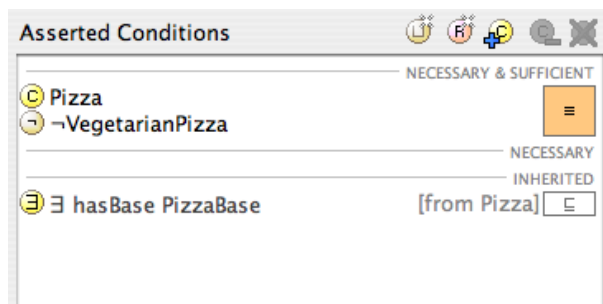 Asserted Conditions
NECESSARY & SUFFICIENT
C Pizza
≡
¬ ¬VegetarianPizza
NECESSARY
INHERITED
∃ ∃ hasBase PizzaBase [from Pizza] ⊑